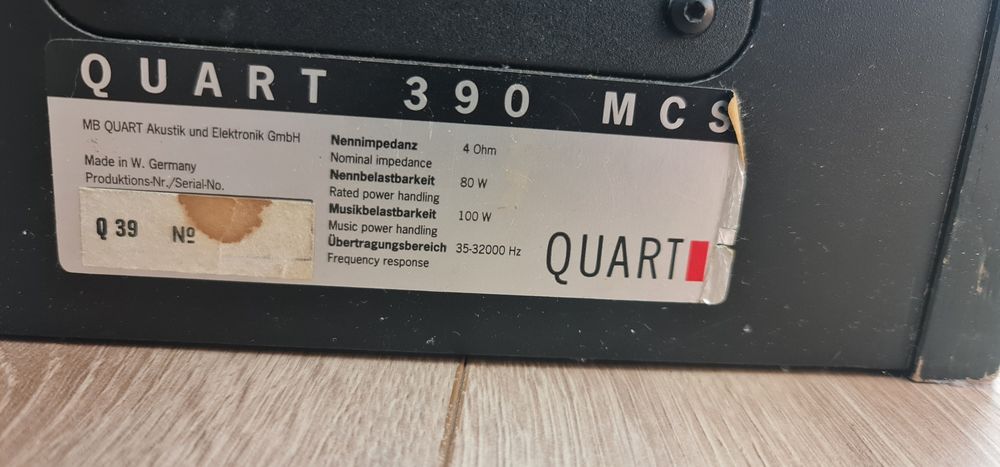 QUART 390 MCS
MB QUART Akustik und Elektronik GmbH
Made in W. Germany
Produktions-Nr./Serial-No.
Q 39 Nº
Nennimpedanz 4 Ohm
Nominal impedance
Nennbelastbarkeit 80 W
Rated power handling
Musikbelastbarkeit 100 W
Music power handling
Übertragungsbereich 35-32000 Hz
Frequency response
QUART